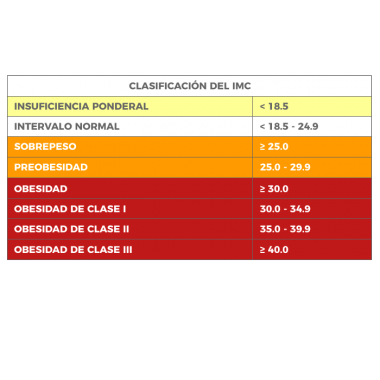 CLASIFICACIÓN DEL IMC
INSUFICIENCIA PONDERAL < 18.5
INTERVALO NORMAL < 18.5 - 24.9
SOBREPESO ≥ 25.0
PREOBESIDAD 25.0 - 29.9
OBESIDAD ≥ 30.0
OBESIDAD DE CLASE I 30.0 - 34.9
OBESIDAD DE CLASE II 35.0 - 39.9
OBESIDAD DE CLASE III ≥ 40.0